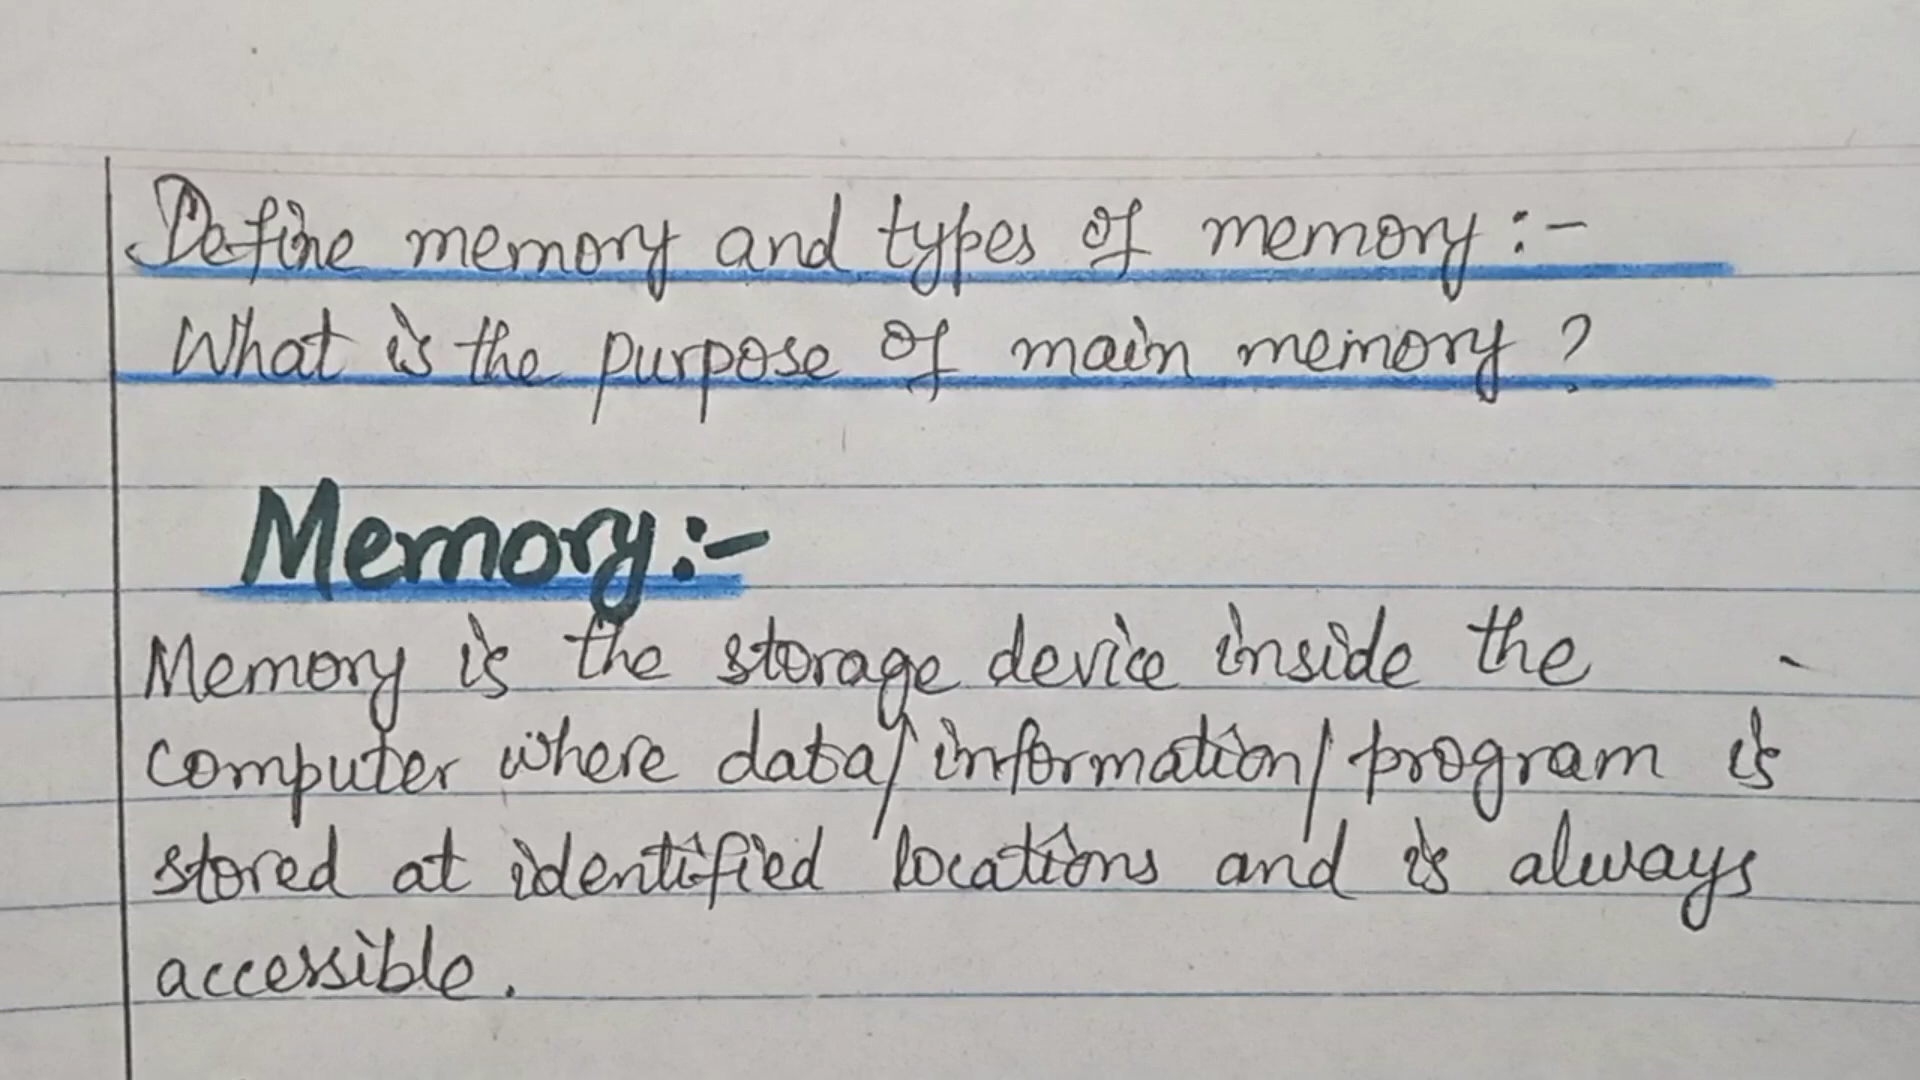 Define memory and types of memory:-
What is the purpose of main memory?
Memory:-
Memory is the storage device inside the
computer where data/information/program is
stored at identified locations and is always
accessible.